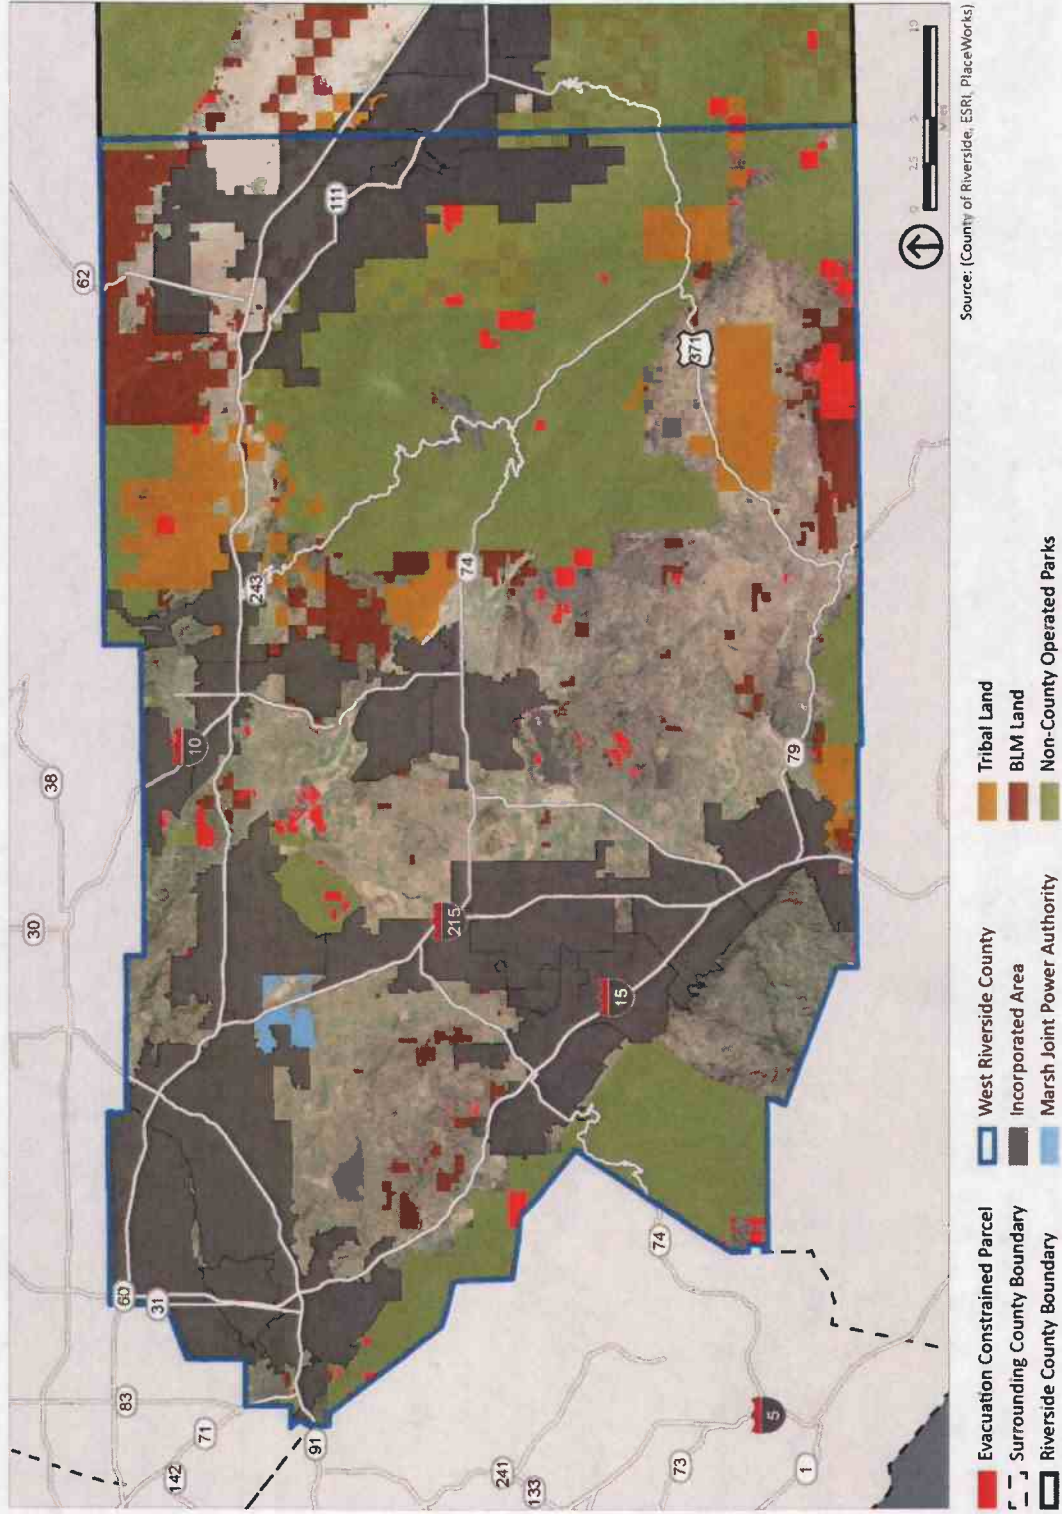 62
38
30
60
31
83
71
142
91
10
243
111
74
215
15
371
79
74
241
133
73
5
1
0
2.5
5
10
Miles
Source: (County of Riverside, ESRI, PlaceWorks)
Evacuation Constrained Parcel
Surrounding County Boundary
Riverside County Boundary
West Riverside County
Incorporated Area
Marsh Joint Power Authority
Tribal Land
BLM Land
Non-County Operated Parks